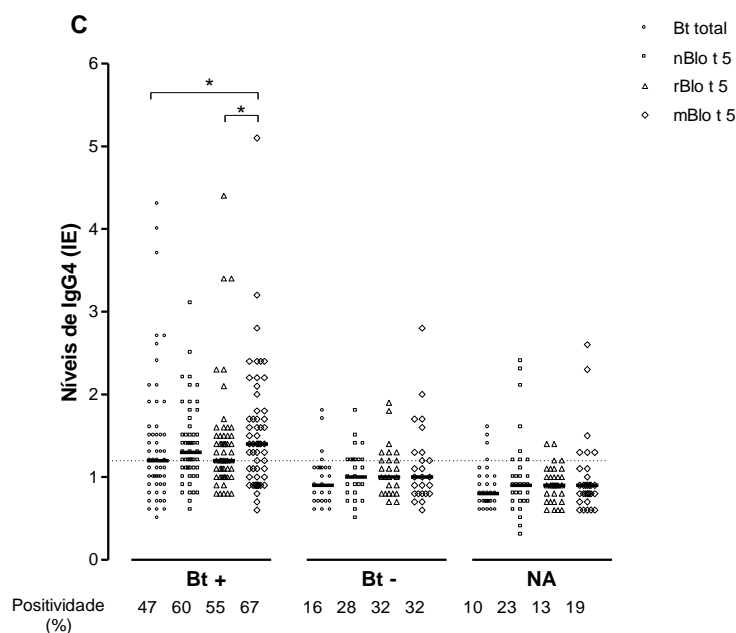 C
Bt total
nBlo t 5
rBlo t 5
mBlo t 5
Níveis de IgG4 (IE)
6
5
4
3
2
1
0
*
*
Bt + Bt - NA
Positividade 47 60 55 67 16 28 32 32 10 23 13 19
(%)